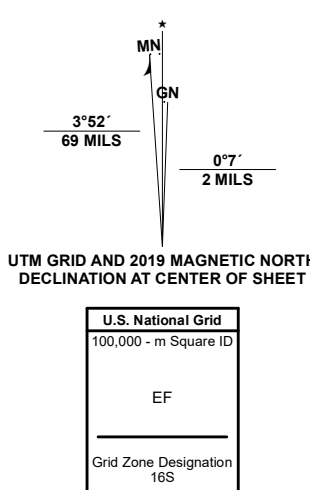 ★
MN
GN
3°52´
69 MILS
0°7´
2 MILS
UTM GRID AND 2019 MAGNETIC NORTH
DECLINATION AT CENTER OF SHEET
U.S. National Grid
100,000 - m Square ID
EF
Grid Zone Designation
16S